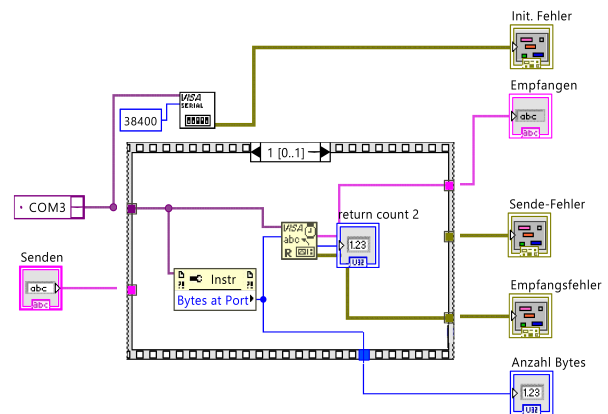 Init. Fehler
VISA
SERIAL
Empfangen
38400
abc
abc
1 [0..1]
COM3
return count 2
Sende-Fehler
VISA
abc
R
1.23
U32
Senden
abc
abc
Instr
Bytes at Port
Empfangsfehler
Anzahl Bytes
1.23
U32